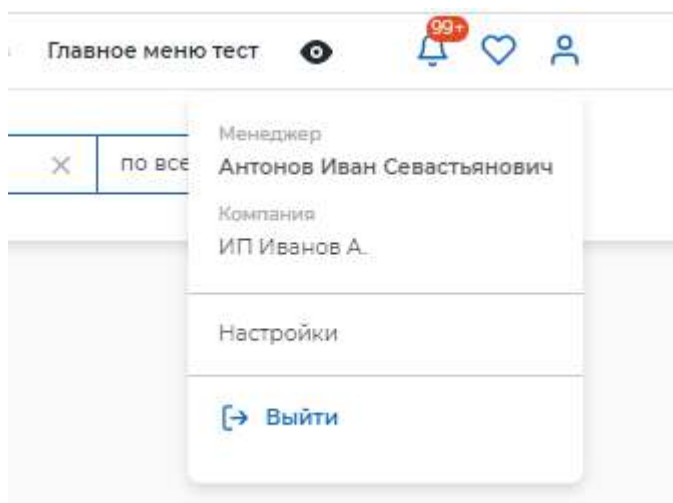 Главное меню тест
99+
Менеджер
по все
Антонов Иван Севастьянович
Компания
ИП Иванов А.
Настройки
Выйти